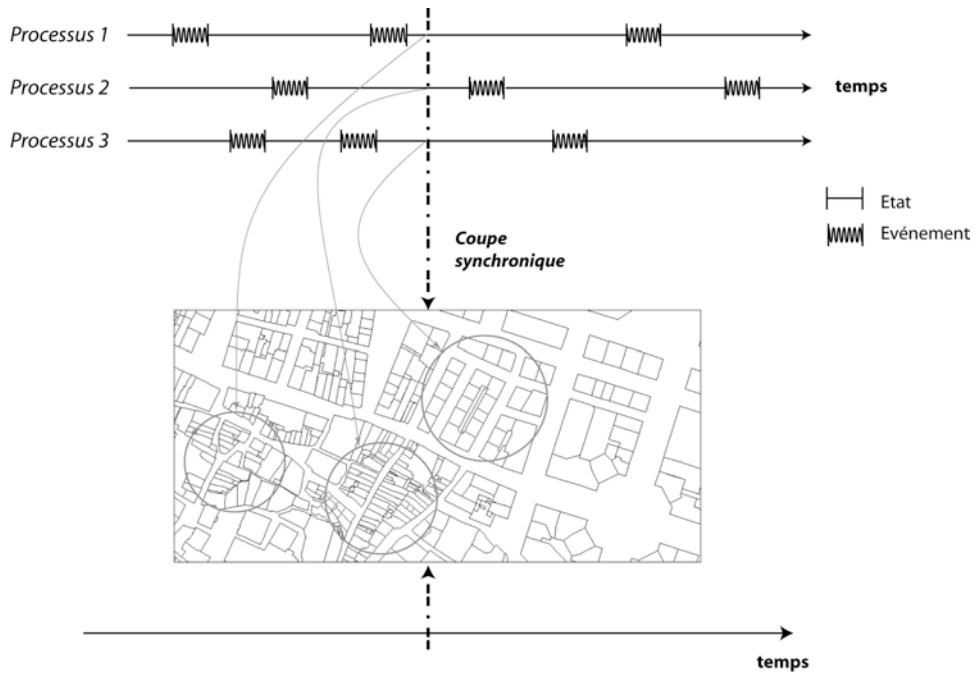 Processus 1
Processus 2
temps
Processus 3
Etat
Evénement
Coupe
synchronique
temps